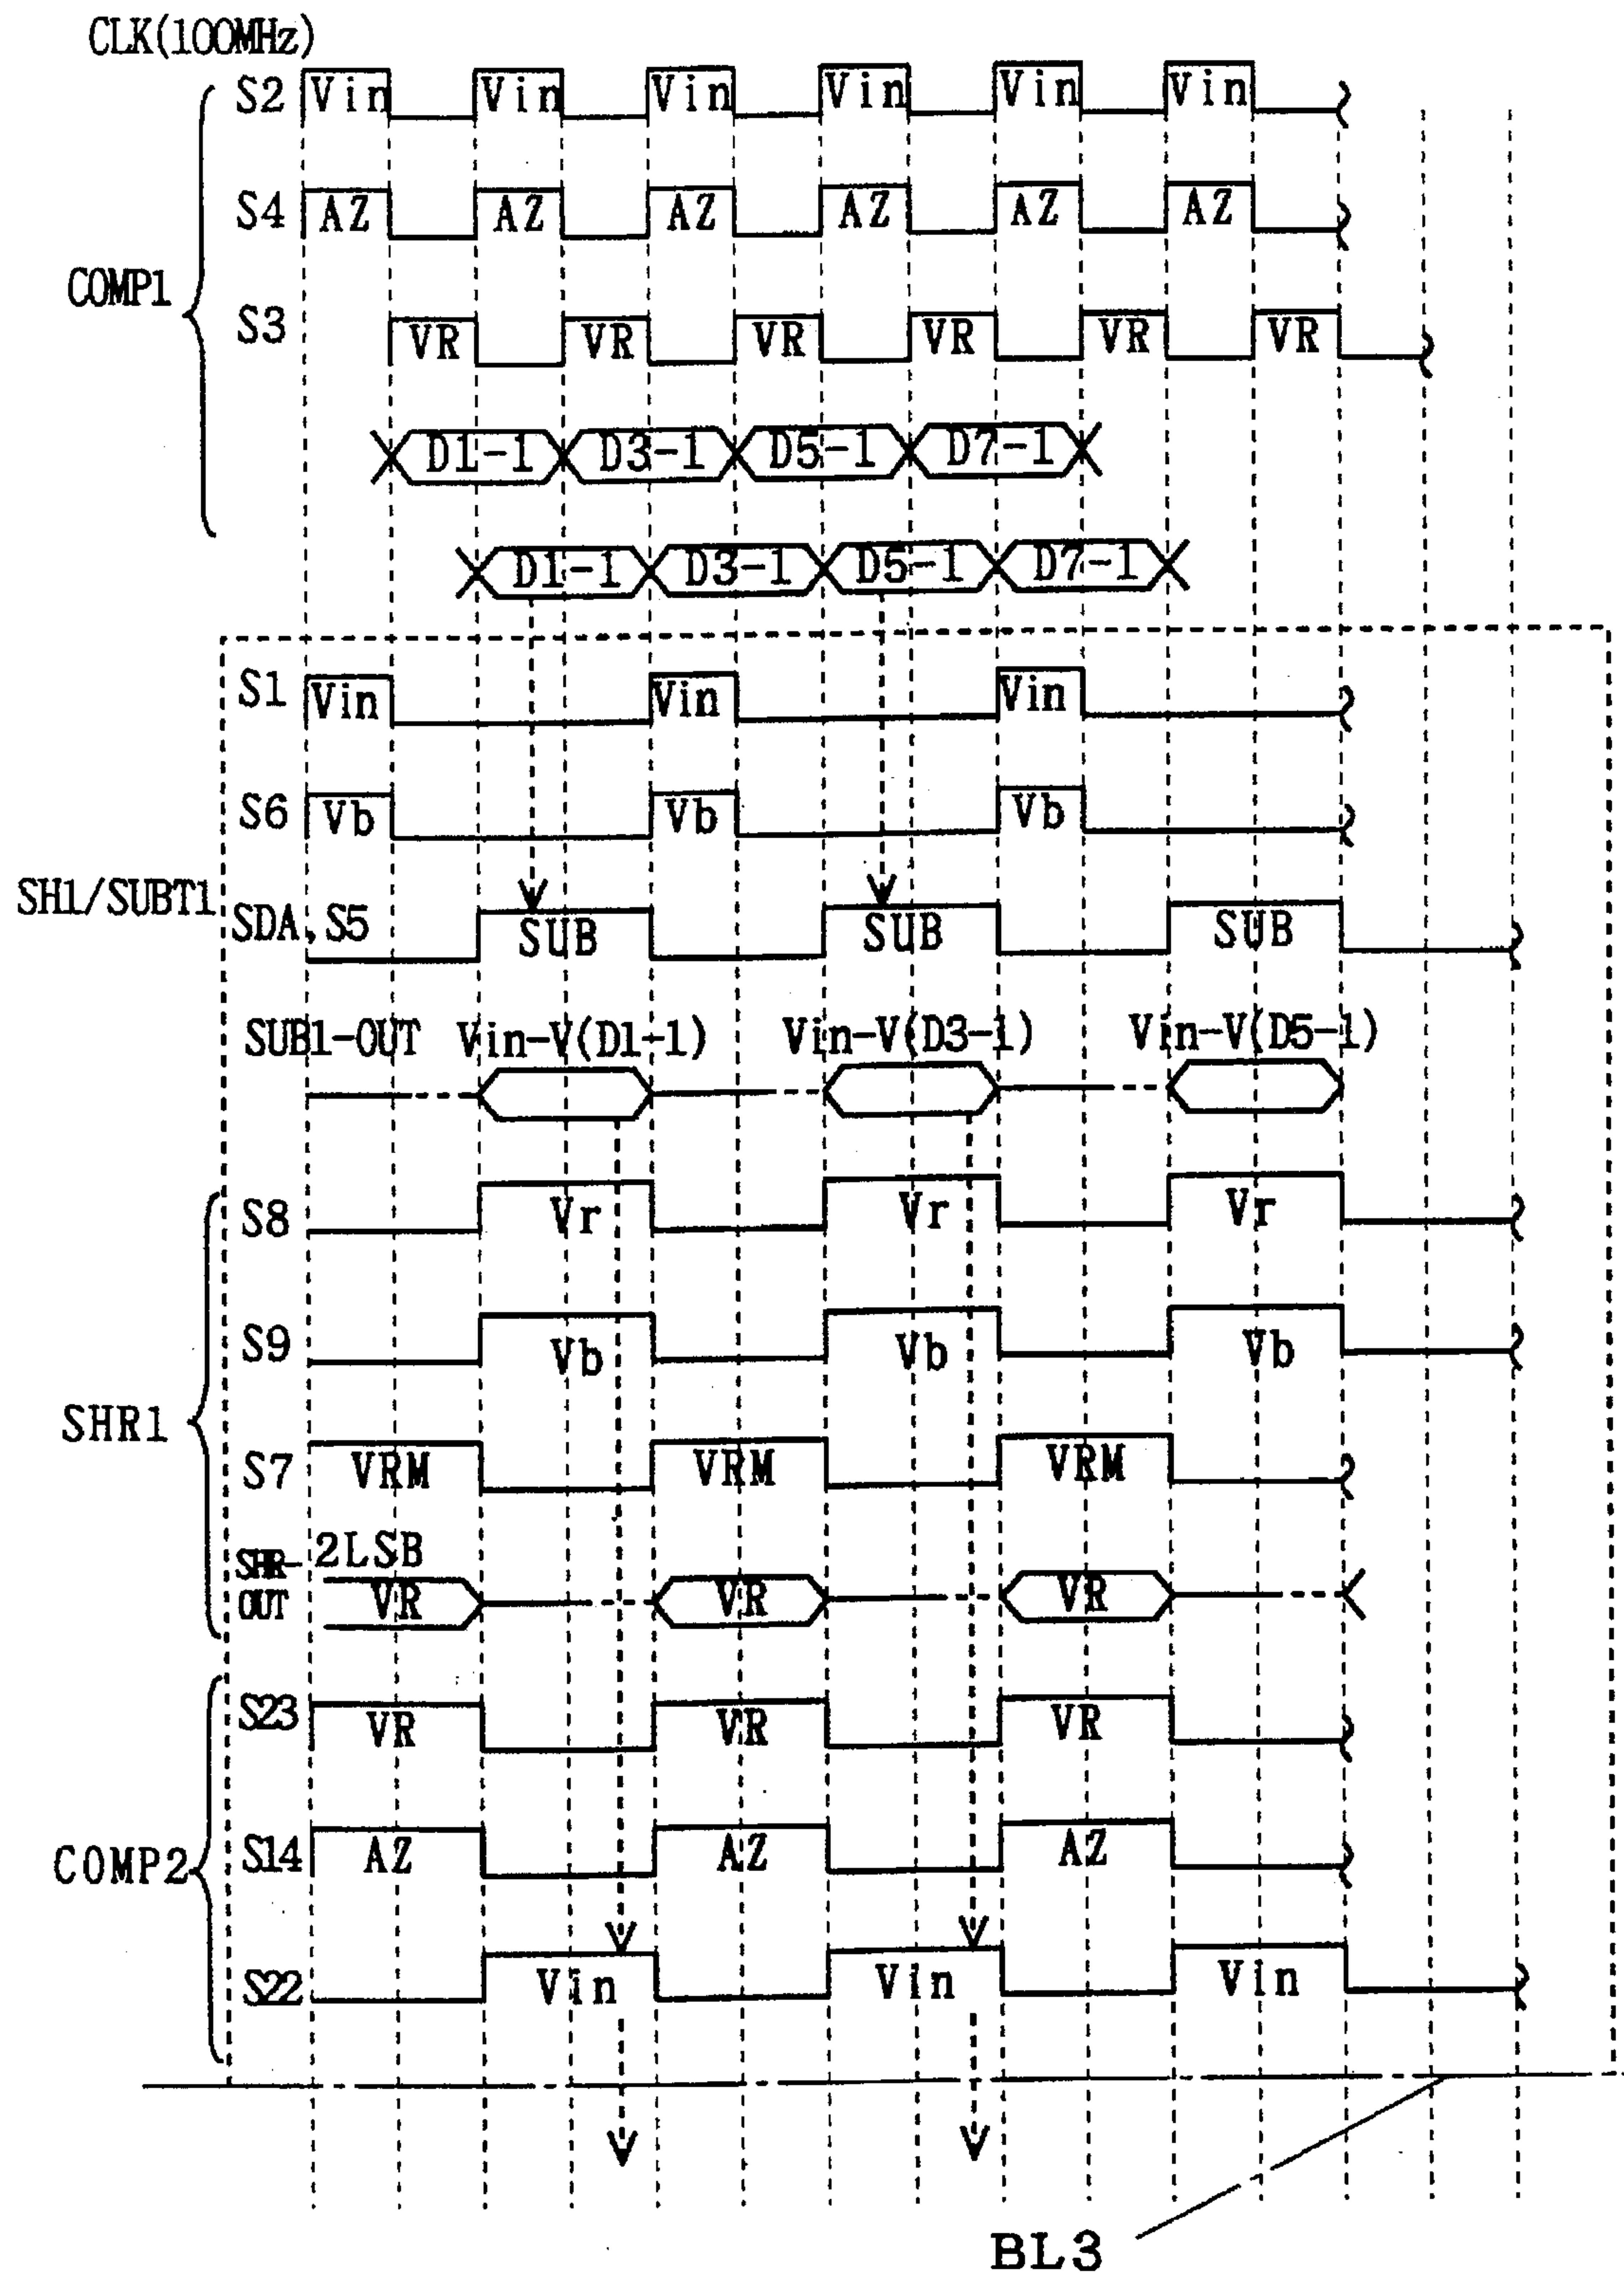 CLK(100MHz)
S2 Vin Vin Vin Vin Vin Vin
S4 AZ AZ AZ AZ AZ AZ
COMP1
S3 VR VR VR VR VR VR
D1-1 D3-1 D5-1 D7-1
D1-1 D3-1 D5-1 D7-1
S1 Vin Vin Vin
S6 Vb Vb Vb
SH1/SUBT1
SDA, S5 SUB SUB SUB
SUB1-OUT Vin-V(D1-1) Vin-V(D3-1) Vin-V(D5-1)
S8 Vr Vr Vr
S9 Vb Vb Vb
SHR1
S7 VRM VRM VRM
SHR-OUT 2LSB
VR VR VR
S23 VR VR VR
COMP2
S14 AZ AZ AZ
S22 Vin Vin Vin
BL3